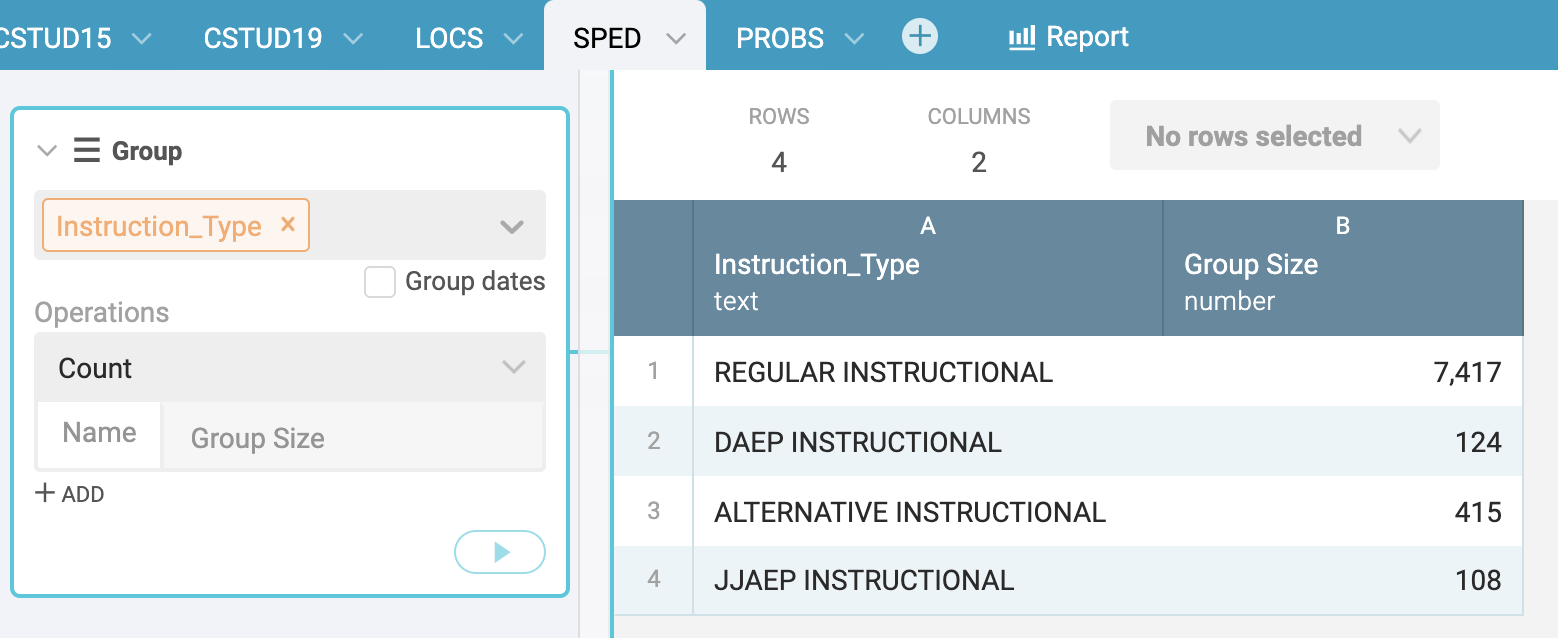 CSTUD15 CSTUD19 LOCS SPED PROBS Report
Group
Instruction_Type ×
Group dates
Operations
Count
Name Group Size
+ ADD
ROWS COLUMNS
4 2
No rows selected
A B
Instruction_Type Group Size
text number
1 REGULAR INSTRUCTIONAL 7,417
2 DAEP INSTRUCTIONAL 124
3 ALTERNATIVE INSTRUCTIONAL 415
4 JJAEP INSTRUCTIONAL 108